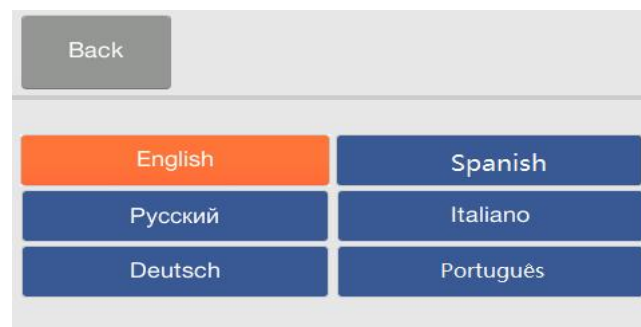 Back
English
Spanish
Русский
Italiano
Deutsch
Português